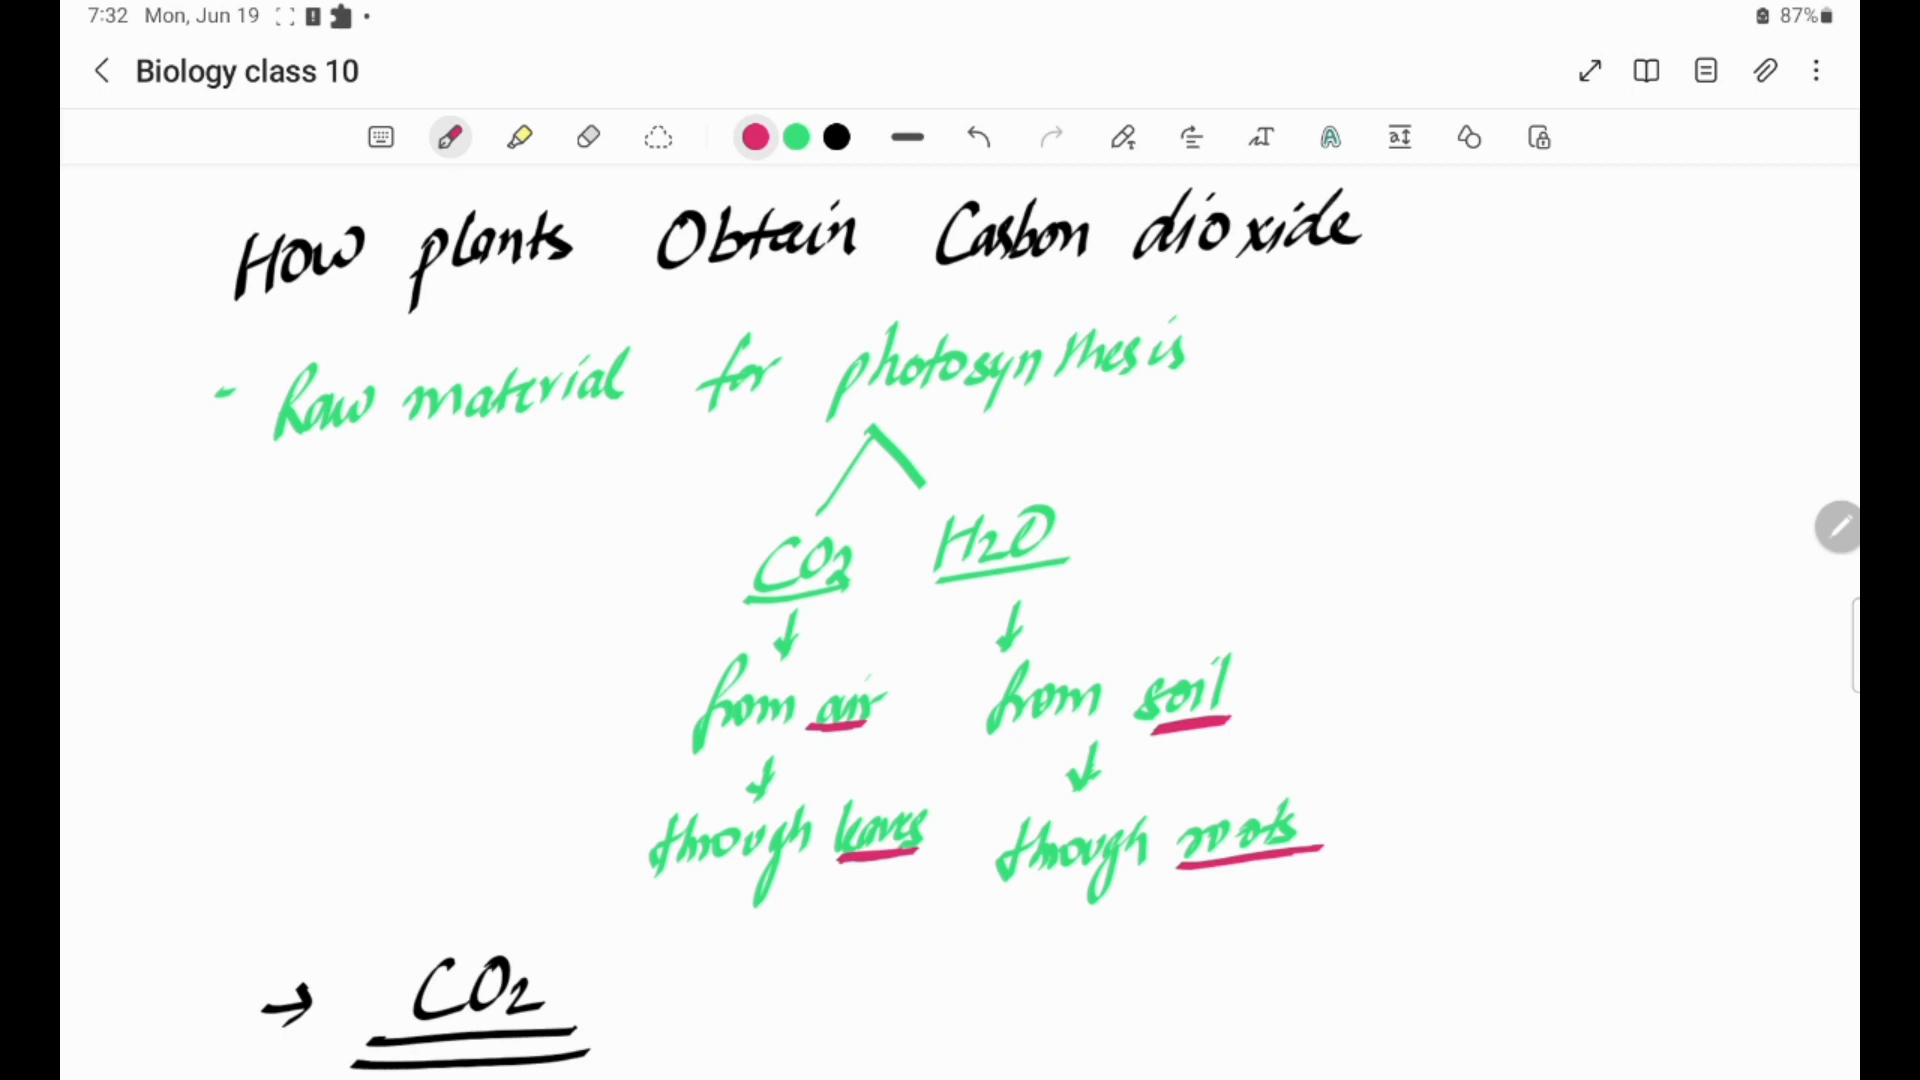 7:32 Mon, Jun 19
87%
Biology class 10
How plants Obtain Carbon dioxide
- Raw material for photosynthesis
CO2 H2O
from air from soil
through leaves through roots
→ CO2